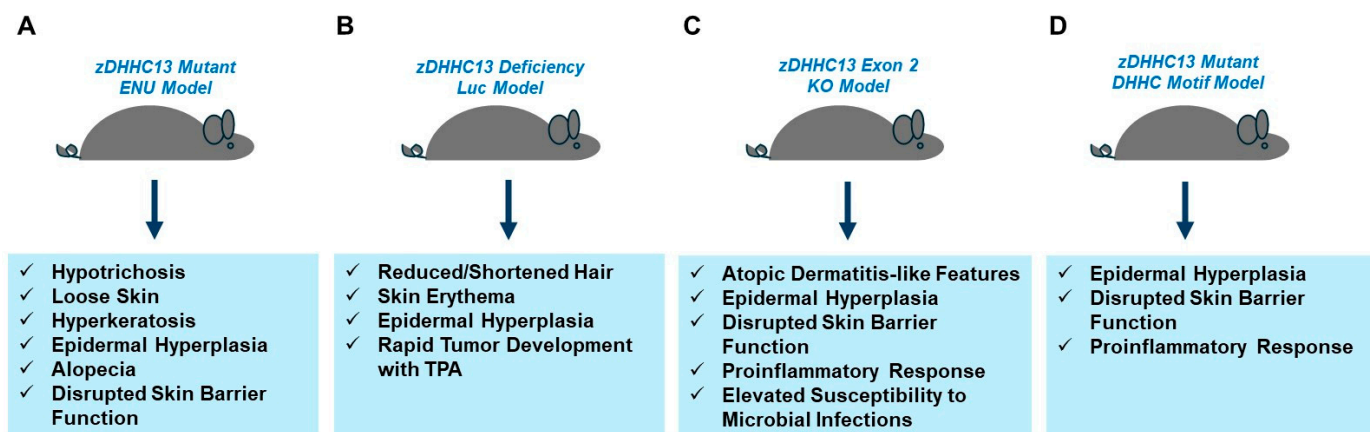 A
zDHHC13 Mutant
ENU Model
✓ Hypotrichosis
✓ Loose Skin
✓ Hyperkeratosis
✓ Epidermal Hyperplasia
✓ Alopecia
✓ Disrupted Skin Barrier
Function
B
zDHHC13 Deficiency
Luc Model
✓ Reduced/Shortened Hair
✓ Skin Erythema
✓ Epidermal Hyperplasia
✓ Rapid Tumor Development
with TPA
C
zDHHC13 Exon 2
KO Model
✓ Atopic Dermatitis-like Features
✓ Epidermal Hyperplasia
✓ Disrupted Skin Barrier
Function
✓ Proinflammatory Response
✓ Elevated Susceptibility to
Microbial Infections
D
zDHHC13 Mutant
DHHC Motif Model
✓ Epidermal Hyperplasia
✓ Disrupted Skin Barrier
Function
✓ Proinflammatory Response